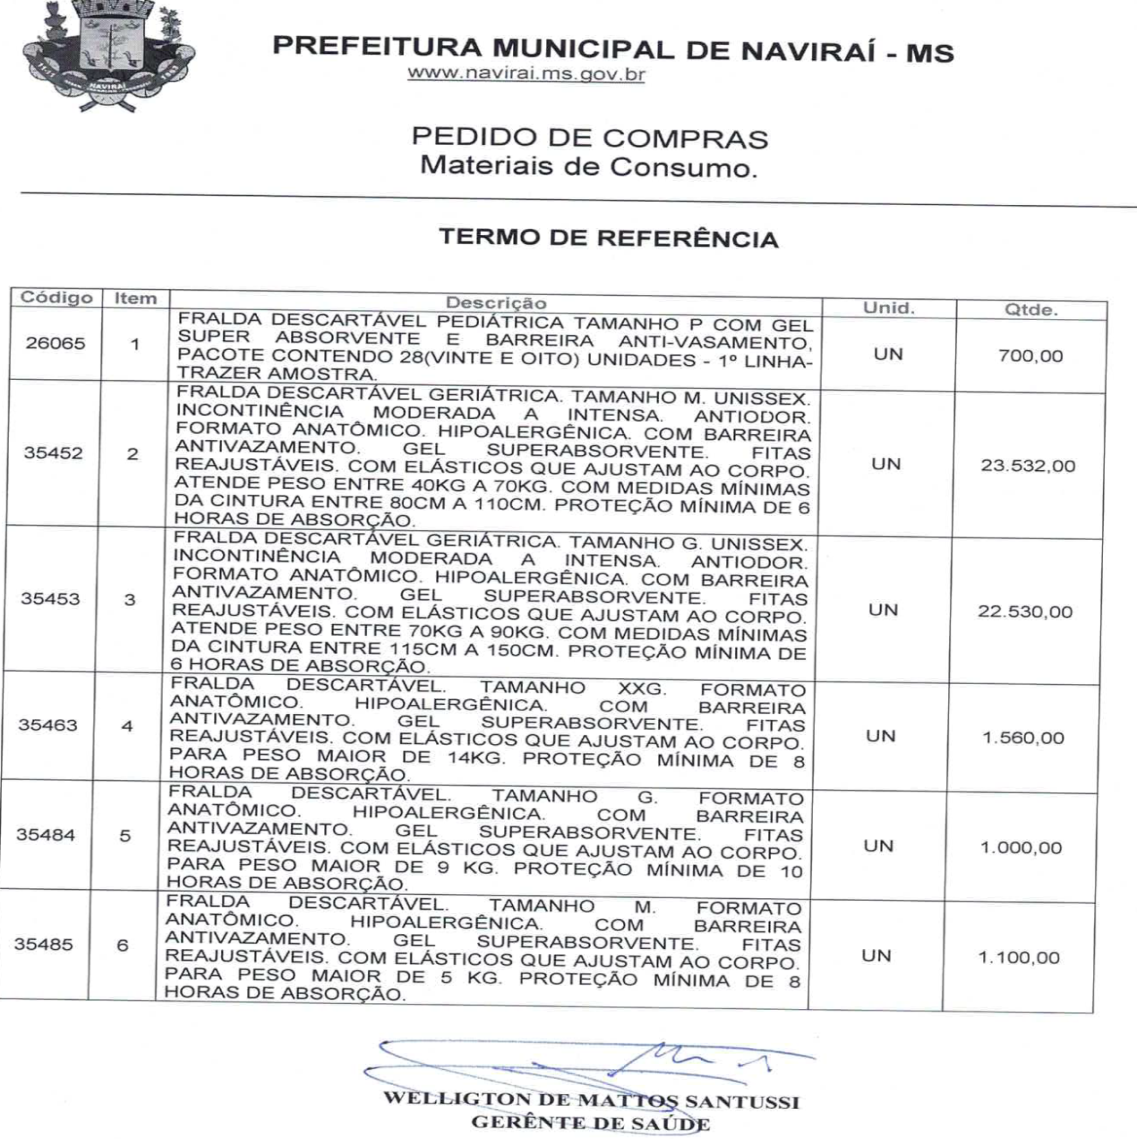 NAVIRAÍ
PREFEITURA MUNICIPAL DE NAVIRAÍ - MS
www.navirai.ms.gov.br
PEDIDO DE COMPRAS
Materiais de Consumo.
TERMO DE REFERÊNCIA
Código Item Descrição Unid. Qtde.
26065 1 FRALDA DESCARTÁVEL PEDIÁTRICA TAMANHO P COM GEL
SUPER ABSORVENTE E BARREIRA ANTI-VASAMENTO,
PACOTE CONTENDO 28(VINTE E OITO) UNIDADES - 1º LINHA-
TRAZER AMOSTRA.
UN 700,00
35452 2 FRALDA DESCARTÁVEL GERIÁTRICA. TAMANHO M. UNISSEX.
INCONTINÊNCIA MODERADA A INTENSA. ANTIODOR.
FORMATO ANATÔMICO. HIPOALERGÊNICA. COM BARREIRA
ANTIVAZAMENTO. GEL SUPERABSORVENTE. FITAS
REAJUSTÁVEIS. COM ELÁSTICOS QUE AJUSTAM AO CORPO.
ATENDE PESO ENTRE 40KG A 70KG. COM MEDIDAS MÍNIMAS
DA CINTURA ENTRE 80CM A 110CM. PROTEÇÃO MÍNIMA DE 6
HORAS DE ABSORÇÃO.
UN 23.532,00
35453 3 FRALDA DESCARTÁVEL GERIÁTRICA. TAMANHO G. UNISSEX.
INCONTINÊNCIA MODERADA A INTENSA. ANTIODOR.
FORMATO ANATÔMICO. HIPOALERGÊNICA. COM BARREIRA
ANTIVAZAMENTO. GEL SUPERABSORVENTE. FITAS
REAJUSTÁVEIS. COM ELÁSTICOS QUE AJUSTAM AO CORPO.
ATENDE PESO ENTRE 70KG A 90KG. COM MEDIDAS MÍNIMAS
DA CINTURA ENTRE 115CM A 150CM. PROTEÇÃO MÍNIMA DE
6 HORAS DE ABSORÇÃO.
UN 22.530,00
35463 4 FRALDA DESCARTÁVEL. TAMANHO XXG. FORMATO
ANATÔMICO. HIPOALERGÊNICA. COM BARREIRA
ANTIVAZAMENTO. GEL SUPERABSORVENTE. FITAS
REAJUSTÁVEIS. COM ELÁSTICOS QUE AJUSTAM AO CORPO.
PARA PESO MAIOR DE 14KG. PROTEÇÃO MÍNIMA DE 8
HORAS DE ABSORÇÃO.
UN 1.560,00
35484 5 FRALDA DESCARTÁVEL. TAMANHO G. FORMATO
ANATÔMICO. HIPOALERGÊNICA. COM BARREIRA
ANTIVAZAMENTO. GEL SUPERABSORVENTE. FITAS
REAJUSTÁVEIS. COM ELÁSTICOS QUE AJUSTAM AO CORPO.
PARA PESO MAIOR DE 9 KG. PROTEÇÃO MÍNIMA DE 10
HORAS DE ABSORÇÃO.
UN 1.000,00
35485 6 FRALDA DESCARTÁVEL. TAMANHO M. FORMATO
ANATÔMICO. HIPOALERGÊNICA. COM BARREIRA
ANTIVAZAMENTO. GEL SUPERABSORVENTE. FITAS
REAJUSTÁVEIS. COM ELÁSTICOS QUE AJUSTAM AO CORPO.
PARA PESO MAIOR DE 5 KG. PROTEÇÃO MÍNIMA DE 8
HORAS DE ABSORÇÃO.
UN 1.100,00
WELLIGTON DE MATTOS SANTUSSI
GERÊNTE DE SAÚDE